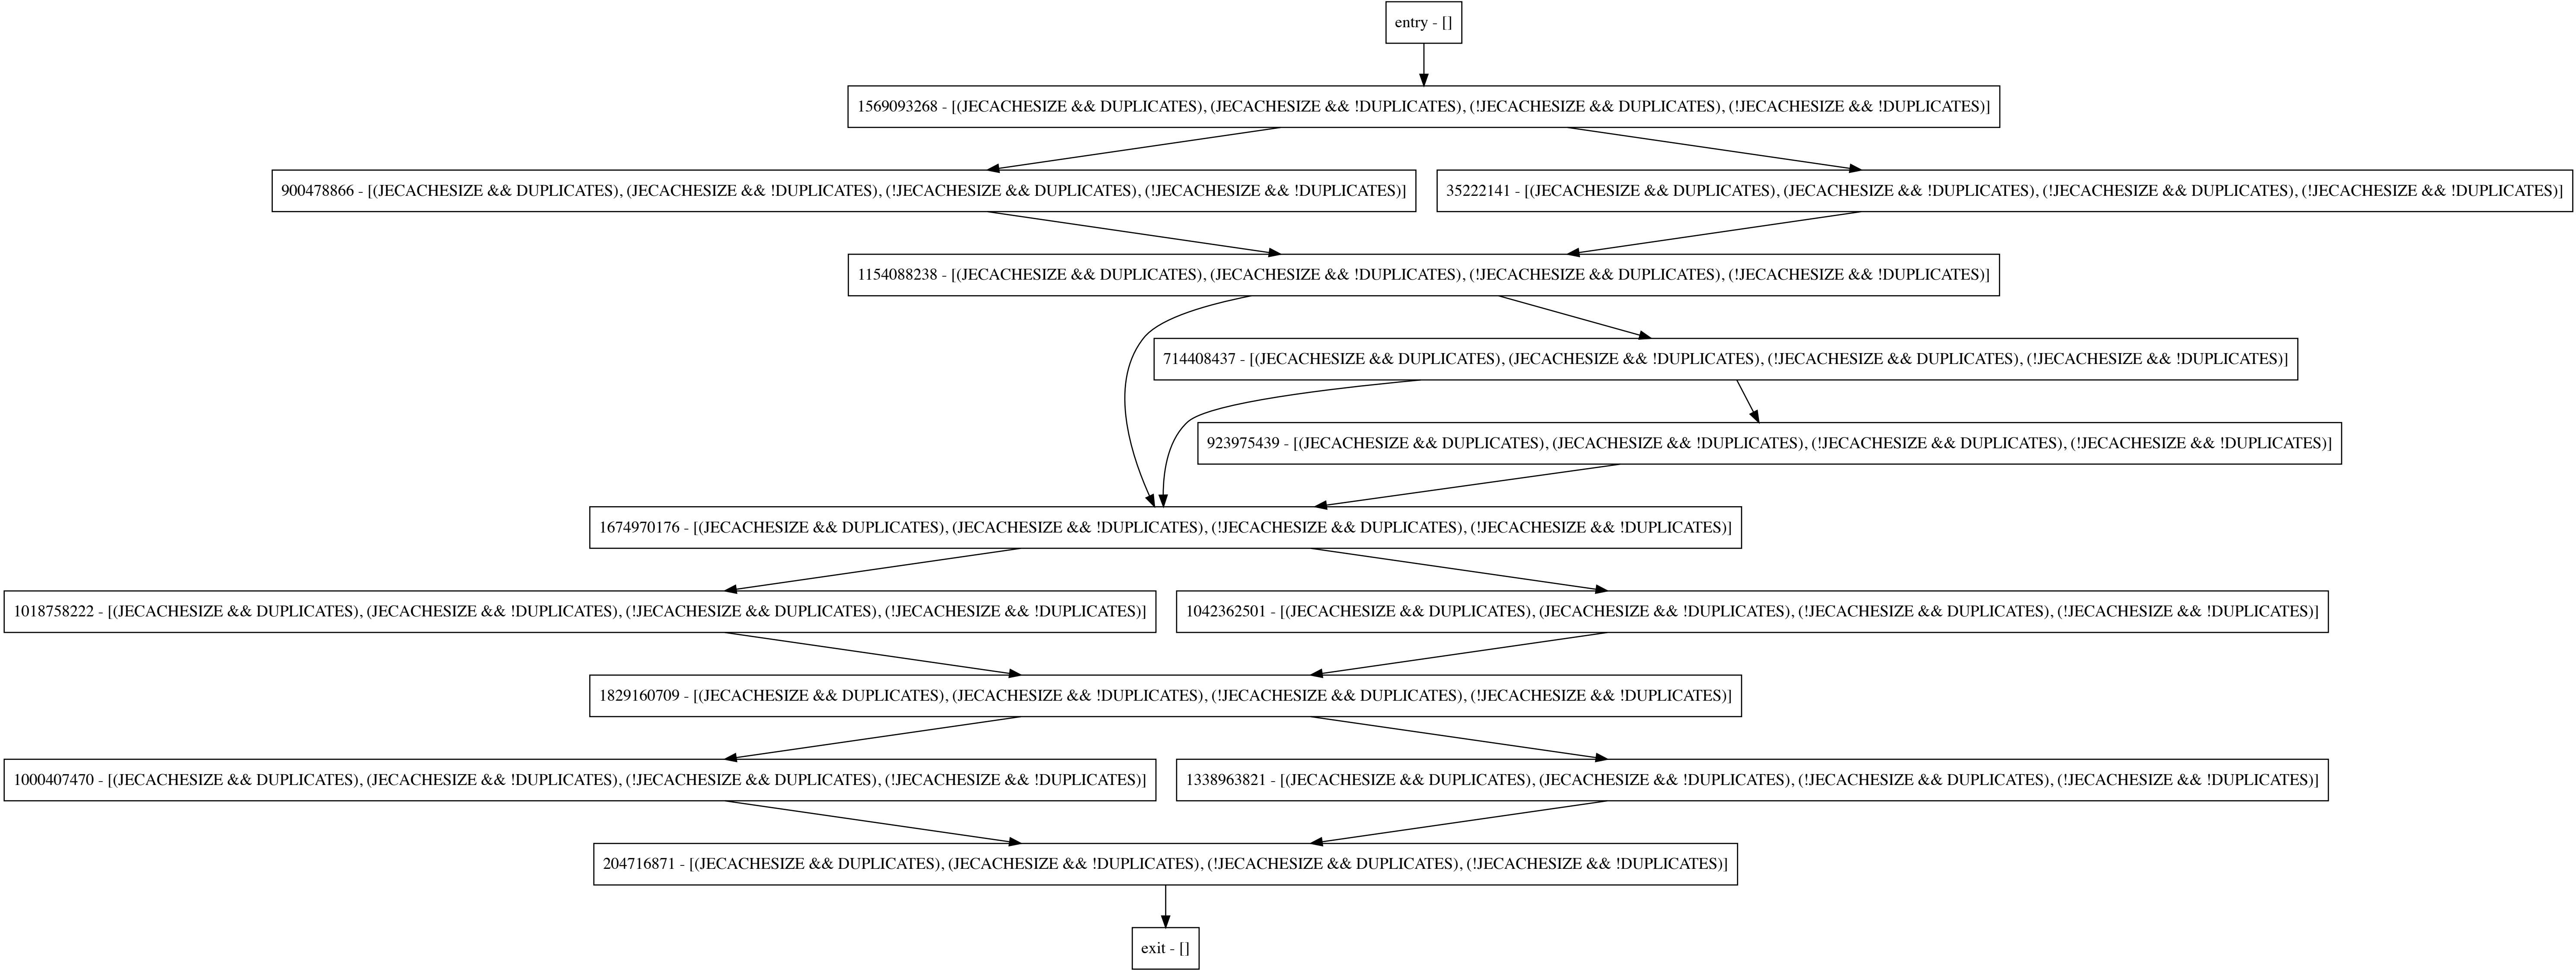 entry - []
1569093268 - [(JECACHESIZE && DUPLICATES), (JECACHESIZE && !DUPLICATES), (!JECACHESIZE && DUPLICATES), (!JECACHESIZE && !DUPLICATES)]
900478866 - [(JECACHESIZE && DUPLICATES), (JECACHESIZE && !DUPLICATES), (!JECACHESIZE && DUPLICATES), (!JECACHESIZE && !DUPLICATES)]
35222141 - [(JECACHESIZE && DUPLICATES), (JECACHESIZE && !DUPLICATES), (!JECACHESIZE && DUPLICATES), (!JECACHESIZE && !DUPLICATES)]
1154088238 - [(JECACHESIZE && DUPLICATES), (JECACHESIZE && !DUPLICATES), (!JECACHESIZE && DUPLICATES), (!JECACHESIZE && !DUPLICATES)]
714408437 - [(JECACHESIZE && DUPLICATES), (JECACHESIZE && !DUPLICATES), (!JECACHESIZE && DUPLICATES), (!JECACHESIZE && !DUPLICATES)]
923975439 - [(JECACHESIZE && DUPLICATES), (JECACHESIZE && !DUPLICATES), (!JECACHESIZE && DUPLICATES), (!JECACHESIZE && !DUPLICATES)]
1674970176 - [(JECACHESIZE && DUPLICATES), (JECACHESIZE && !DUPLICATES), (!JECACHESIZE && DUPLICATES), (!JECACHESIZE && !DUPLICATES)]
1018758222 - [(JECACHESIZE && DUPLICATES), (JECACHESIZE && !DUPLICATES), (!JECACHESIZE && DUPLICATES), (!JECACHESIZE && !DUPLICATES)]
1042362501 - [(JECACHESIZE && DUPLICATES), (JECACHESIZE && !DUPLICATES), (!JECACHESIZE && DUPLICATES), (!JECACHESIZE && !DUPLICATES)]
1829160709 - [(JECACHESIZE && DUPLICATES), (JECACHESIZE && !DUPLICATES), (!JECACHESIZE && DUPLICATES), (!JECACHESIZE && !DUPLICATES)]
1000407470 - [(JECACHESIZE && DUPLICATES), (JECACHESIZE && !DUPLICATES), (!JECACHESIZE && DUPLICATES), (!JECACHESIZE && !DUPLICATES)]
1338963821 - [(JECACHESIZE && DUPLICATES), (JECACHESIZE && !DUPLICATES), (!JECACHESIZE && DUPLICATES), (!JECACHESIZE && !DUPLICATES)]
204716871 - [(JECACHESIZE && DUPLICATES), (JECACHESIZE && !DUPLICATES), (!JECACHESIZE && DUPLICATES), (!JECACHESIZE && !DUPLICATES)]
exit - []